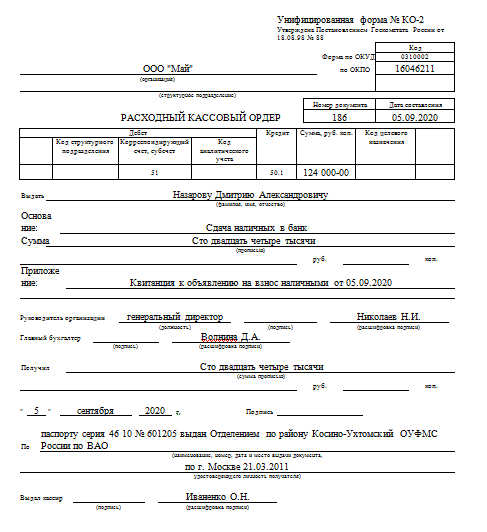 Унифицированная форма № КО-2
Утверждена Постановлением Госкомстата России от
18.08.98 № 88
Код
Форма по ОКУД 0310002
ООО "Май" по ОКПО 16046211
(организация)
(структурное подразделение)
Номер документа Дата составления
РАСХОДНЫЙ КАССОВЫЙ ОРДЕР 186 05.09.2020
Дебет Кредит Сумма, руб. коп. Код целевого назначения
Код структурного подразделения Корреспондирующий счет, субсчет Код аналитического учета
51 50.1 124 000-00
Выдать Назарову Дмитрию Александровичу
(фамилия, имя, отчество)
Основа
ние: Сдача наличных в банк
Сумма Сто двадцать четыре тысячи
(прописью)
руб. коп.
Приложе
ние: Квитанция к объявлению на взнос наличными от 05.09.2020
Руководитель организации генеральный директор Николаев Н.И.
(должность) (подпись) (расшифровка подписи)
Главный бухгалтер Волнина Д.А.
(подпись) (расшифровка подписи)
Получил Сто двадцать четыре тысячи
(сумма прописью)
руб. коп.
" 5 " сентября 2020 г. Подпись
паспорту серия 46 10 № 601205 выдан Отделением по району Косино-Ухтомский ОУФМС
По России по ВАО
(наименование, номер, дата и место выдачи документа,
по г. Москве 21.03.2011
удостоверяющего личность получателя)
Выдал кассир Иваненко О.Н.
(подпись) (расшифровка подписи)